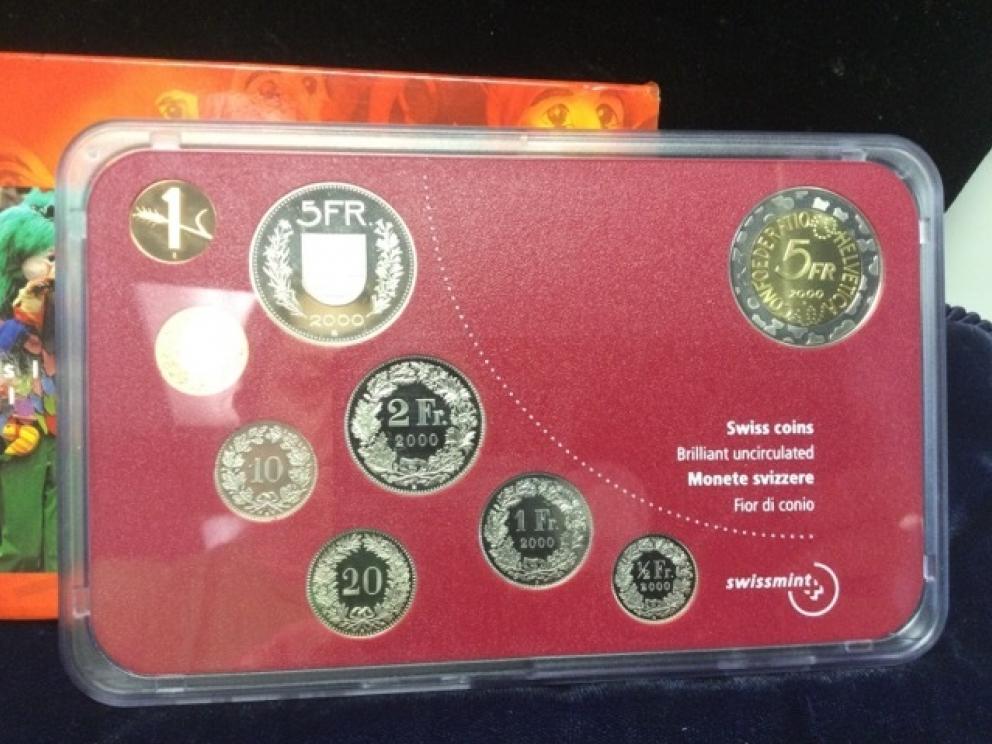 1
5FR
2000
2 Fr.
2000
10
20
1 Fr.
2000
½ Fr.
2000
CONFOEDERATIO HELVETICA
5FR
2000
Swiss coins
Brilliant uncirculated
Monete svizzere
Fior di conio
swissmint
SI
I